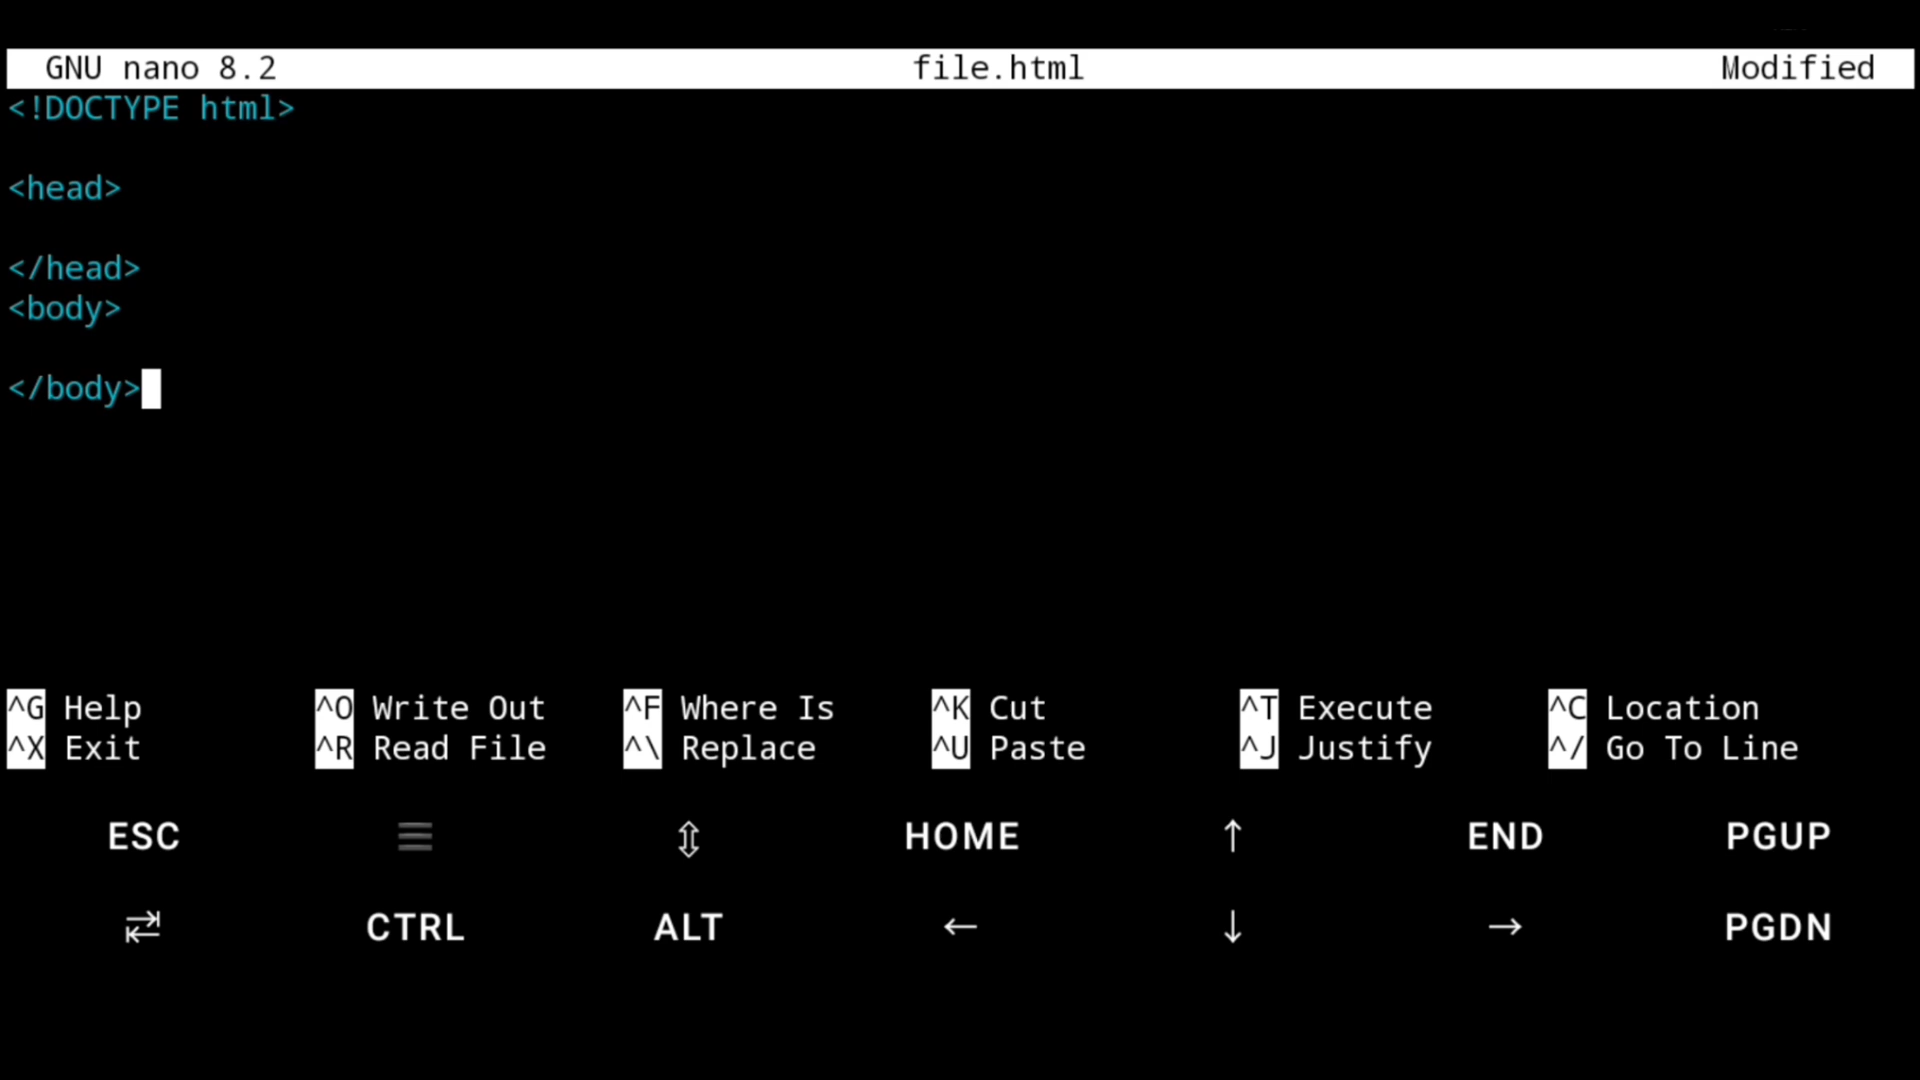 GNU nano 8.2 file.html Modified
<!DOCTYPE html>
<head>
</head>
<body>
</body>
^G Help ^O Write Out ^F Where Is ^K Cut ^T Execute ^C Location
^X Exit ^R Read File ^\ Replace ^U Paste ^J Justify ^/ Go To Line
ESC ☰ ⇳ HOME ↑ END PGUP
⇄ CTRL ALT ← ↓ → PGDN